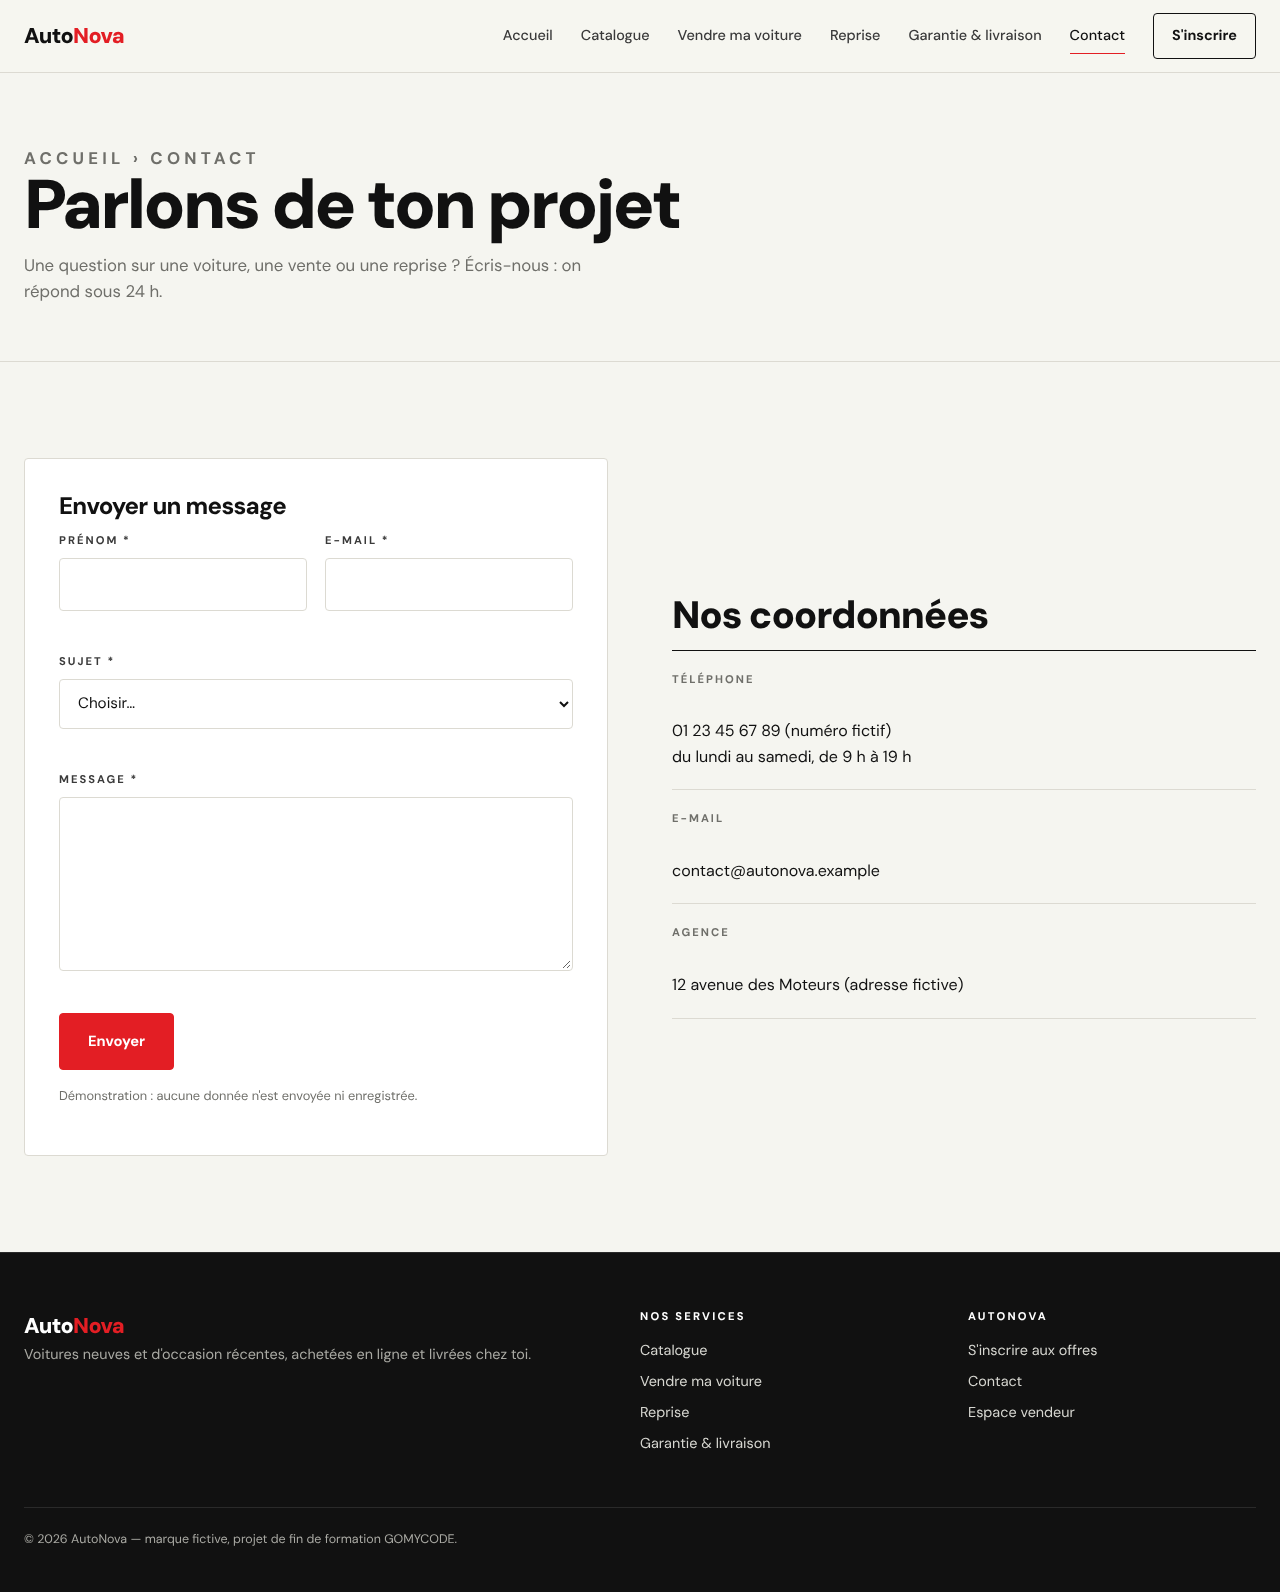 AutoNova
Accueil Catalogue Vendre ma voiture Reprise Garantie & livraison Contact S'inscrire
ACCUEIL › CONTACT
Parlons de ton projet
Une question sur une voiture, une vente ou une reprise ? Écris-nous : on
répond sous 24 h.
Envoyer un message
PRÉNOM * E-MAIL *
SUJET *
Choisir...
MESSAGE *
Envoyer
Démonstration : aucune donnée n'est envoyée ni enregistrée.
Nos coordonnées
TÉLÉPHONE
01 23 45 67 89 (numéro fictif)
du lundi au samedi, de 9 h à 19 h
E-MAIL
contact@autonova.example
AGENCE
12 avenue des Moteurs (adresse fictive)
AutoNova
Voitures neuves et d'occasion récentes, achetées en ligne et livrées chez toi.
NOS SERVICES
Catalogue
Vendre ma voiture
Reprise
Garantie & livraison
AUTONOVA
S'inscrire aux offres
Contact
Espace vendeur
© 2026 AutoNova — marque fictive, projet de fin de formation GOMYCODE.